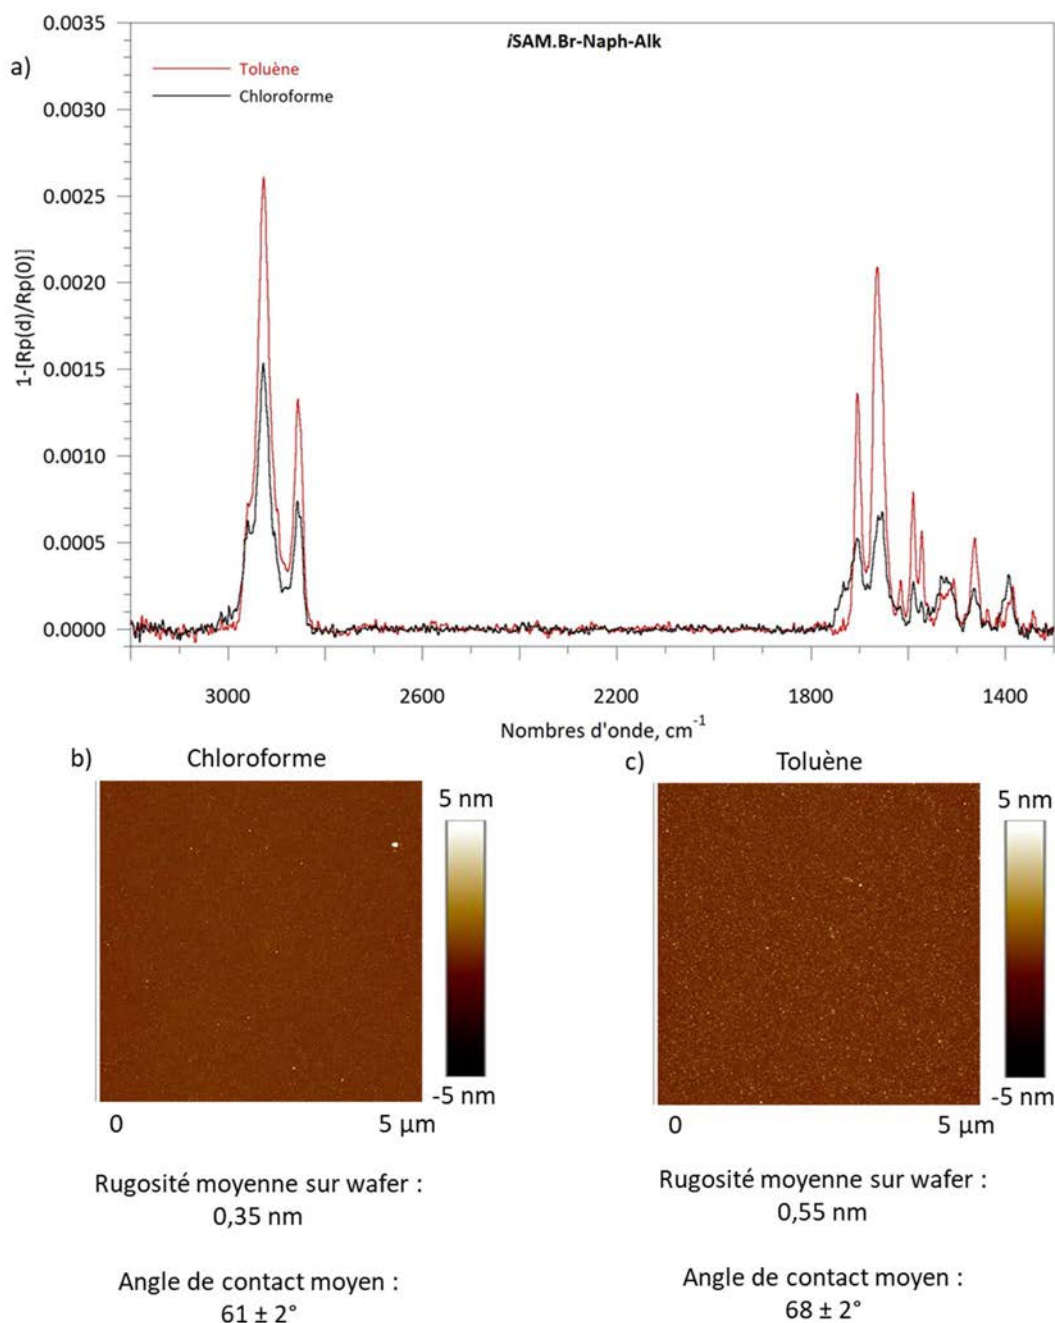 a)
iSAM.Br-Naph-Alk
Toluène
Chloroforme
0.0035
0.0030
0.0025
0.0020
0.0015
0.0010
0.0005
0.0000
1-[Rp(d)/Rp(0)]
3000 2600 2200 1800 1400
Nombres d'onde, cm⁻¹
b) Chloroforme
5 nm
-5 nm
0 5 µm
Rugosité moyenne sur wafer :
0,35 nm
Angle de contact moyen :
61 ± 2°
c) Toluène
5 nm
-5 nm
0 5 µm
Rugosité moyenne sur wafer :
0,55 nm
Angle de contact moyen :
68 ± 2°